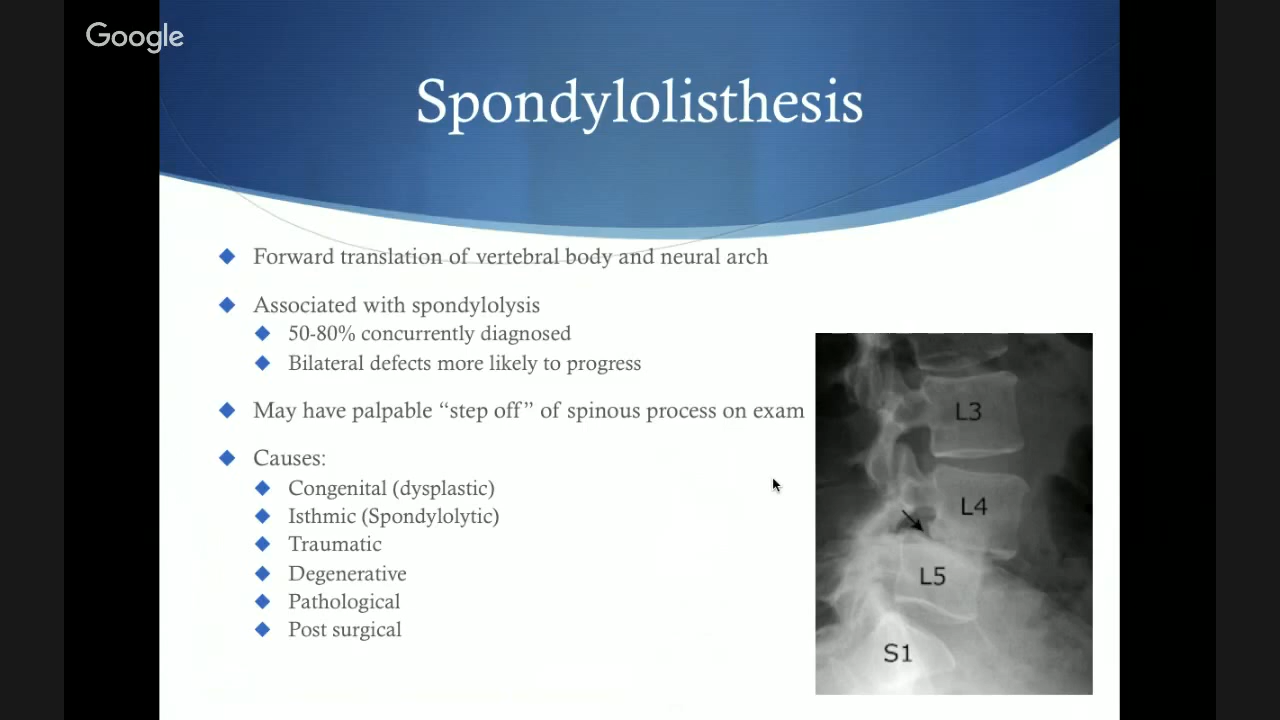 Google
Spondylolisthesis
Forward translation of vertebral body and neural arch
Associated with spondylolysis
50-80% concurrently diagnosed
Bilateral defects more likely to progress
May have palpable “step off” of spinous process on exam
Causes:
Congenital (dysplastic)
Isthmic (Spondylolytic)
Traumatic
Degenerative
Pathological
Post surgical
L3
L4
L5
S1